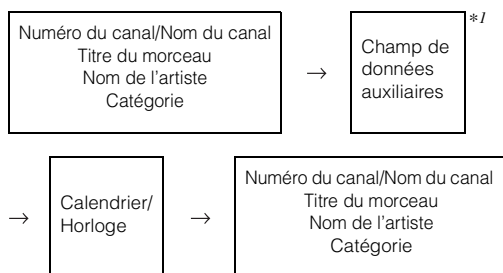 Numéro du canal/Nom du canal
Titre du morceau
Nom de l'artiste
Catégorie
→
Champ de
données
auxiliaires
*1
→
Calendrier/
Horloge
→
Numéro du canal/Nom du canal
Titre du morceau
Nom de l'artiste
Catégorie